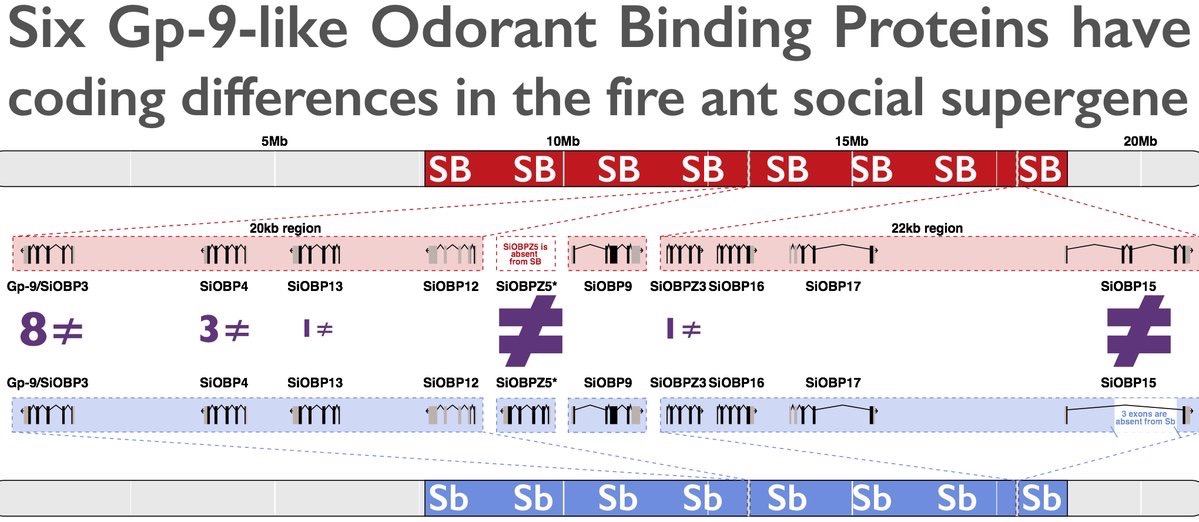 Six Gp-9-like Odorant Binding Proteins have
coding differences in the fire ant social supergene
5Mb 10Mb 15Mb 20Mb
SB SB SB SB SB SB SB SB
20kb region 22kb region
SiOBPZ5 is
absent
from SB
Gp-9/SiOBP3 SiOBP4 SiOBP13 SiOBP12 SiOBPZ5* SiOBP9 SiOBPZ3 SiOBP16 SiOBP17 SiOBP15
8≠ 3≠ 1≠ ≠ 1≠ ≠
Gp-9/SiOBP3 SiOBP4 SiOBP13 SiOBP12 SiOBPZ5* SiOBP9 SiOBPZ3 SiOBP16 SiOBP17 SiOBP15
3 exons are
absent from Sb
Sb Sb Sb Sb Sb Sb Sb Sb